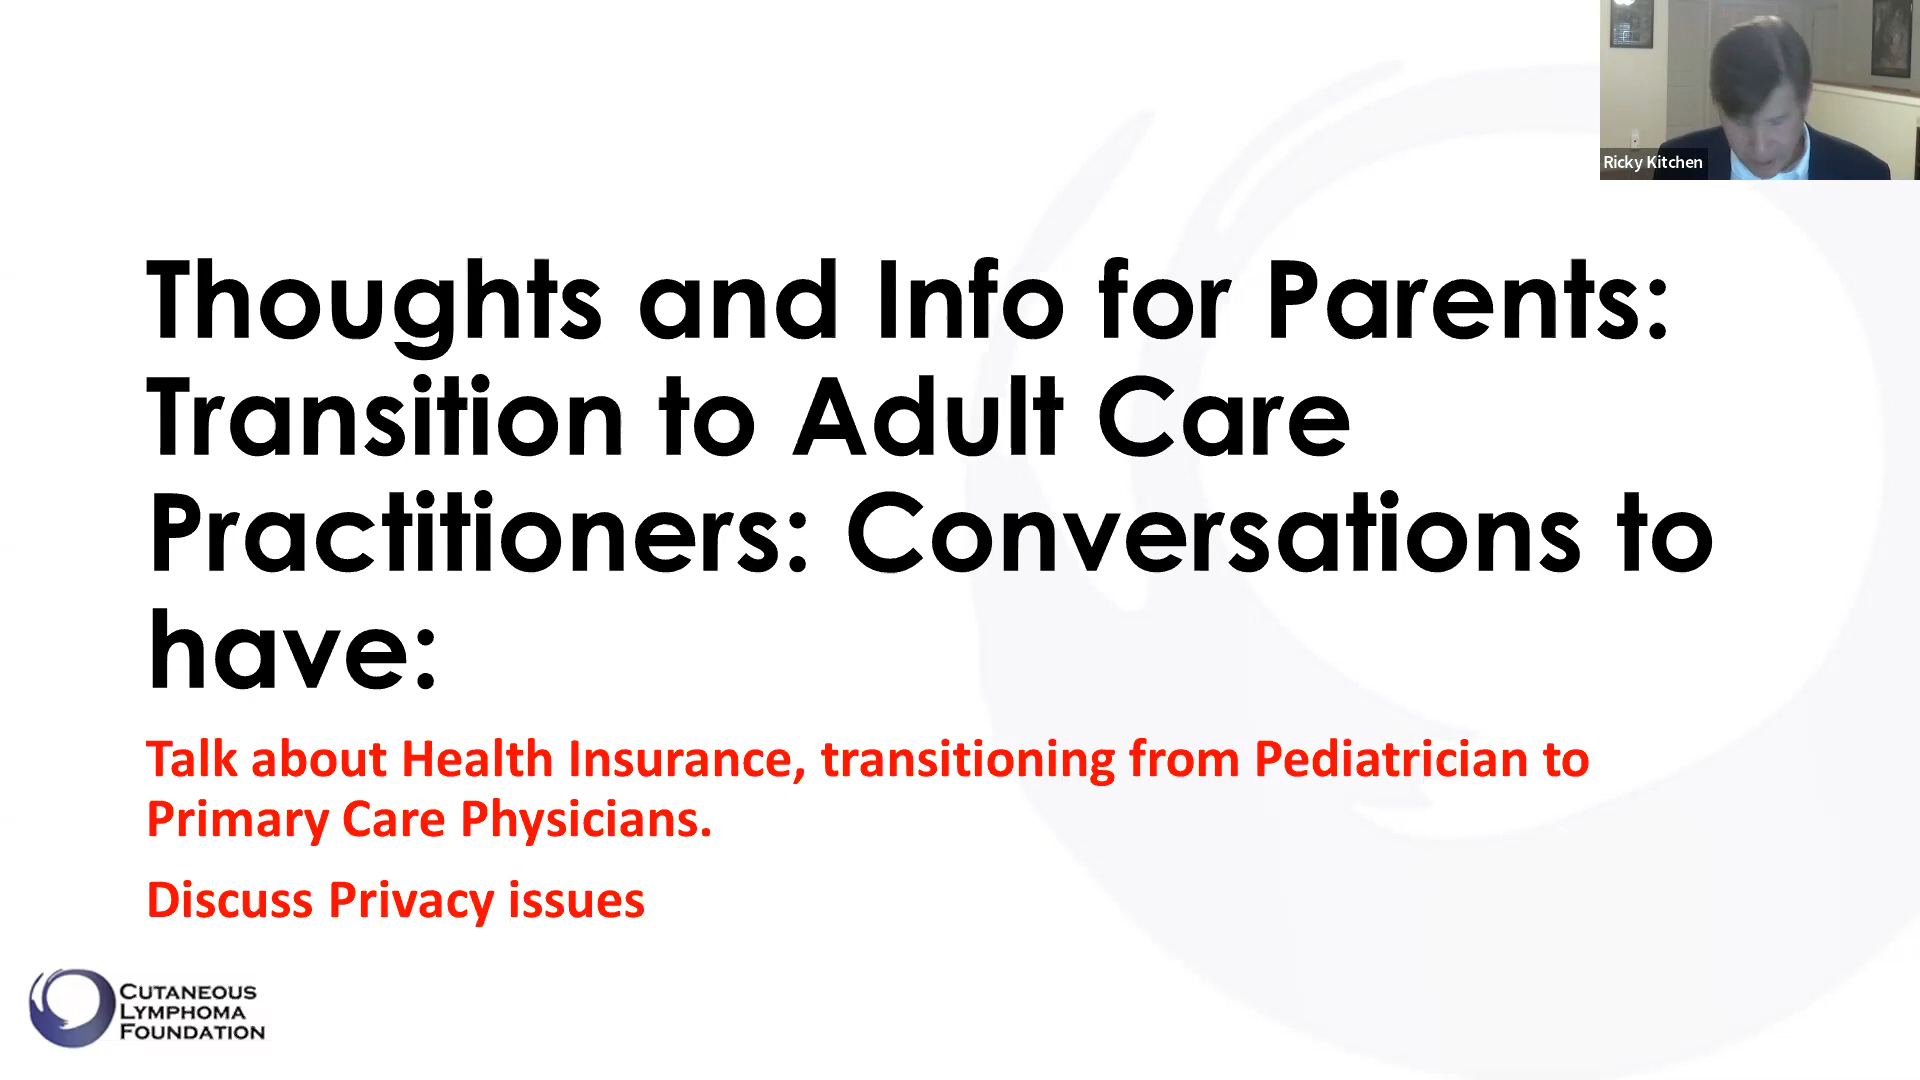 Ricky Kitchen
Thoughts and Info for Parents:
Transition to Adult Care
Practitioners: Conversations to
have:
Talk about Health Insurance, transitioning from Pediatrician to
Primary Care Physicians.
Discuss Privacy issues
CUTANEOUS
LYMPHOMA
FOUNDATION